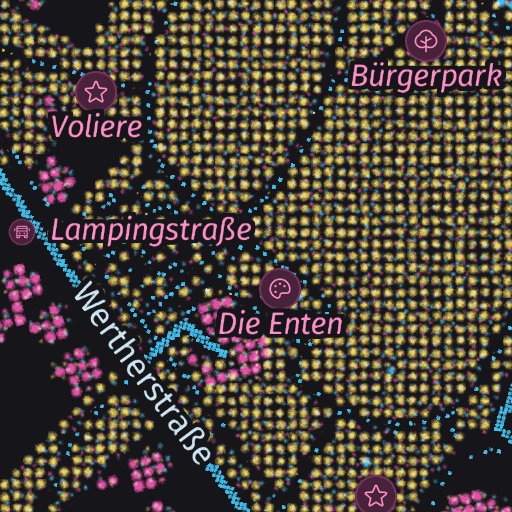 Bürgerpark
Voliere
Lampingstraße
Die Enten
Wertherstraße